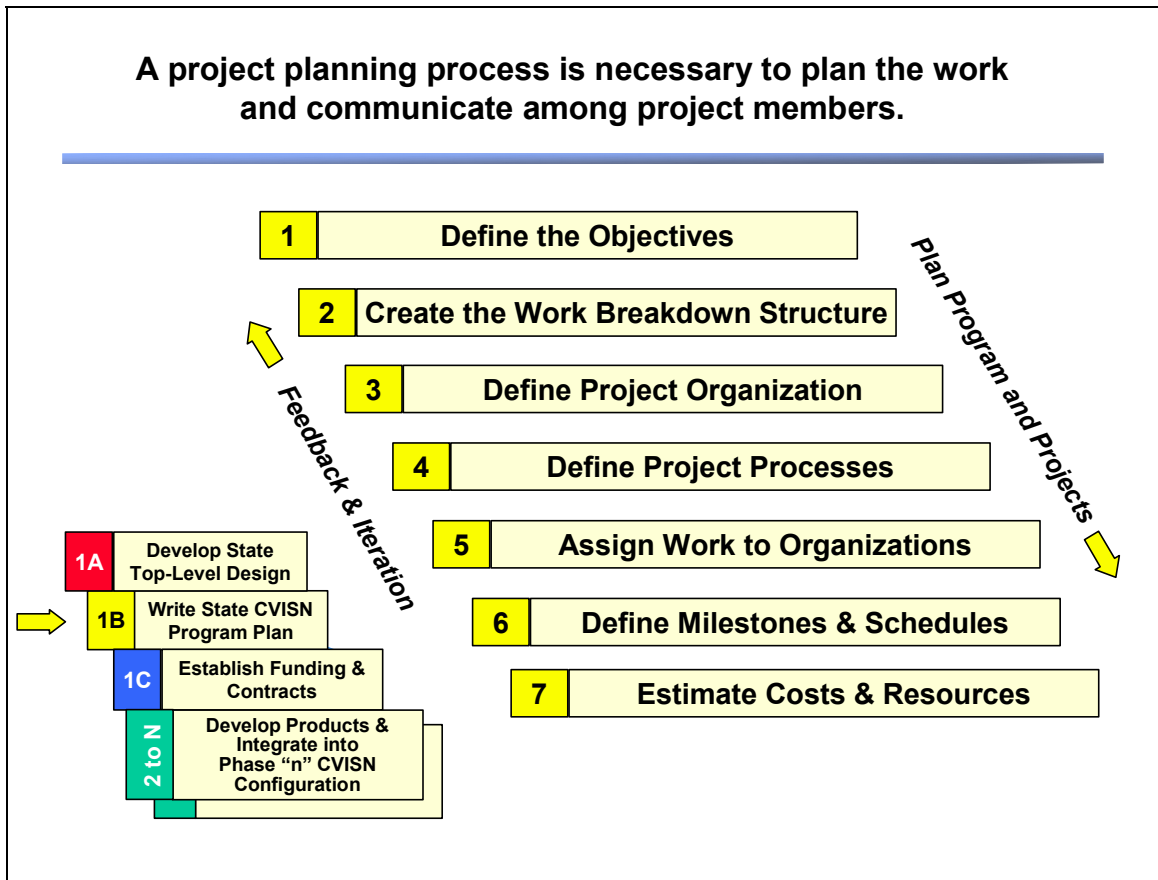 A project planning process is necessary to plan the work
and communicate among project members.
1 Define the Objectives
2 Create the Work Breakdown Structure
3 Define Project Organization
4 Define Project Processes
5 Assign Work to Organizations
6 Define Milestones & Schedules
7 Estimate Costs & Resources
Plan Program and Projects
Feedback & Iteration
1A
Develop State
Top-Level Design
1B
Write State CVISN
Program Plan
1C
Establish Funding &
Contracts
2 to N
Develop Products &
Integrate into
Phase “n” CVISN
Configuration